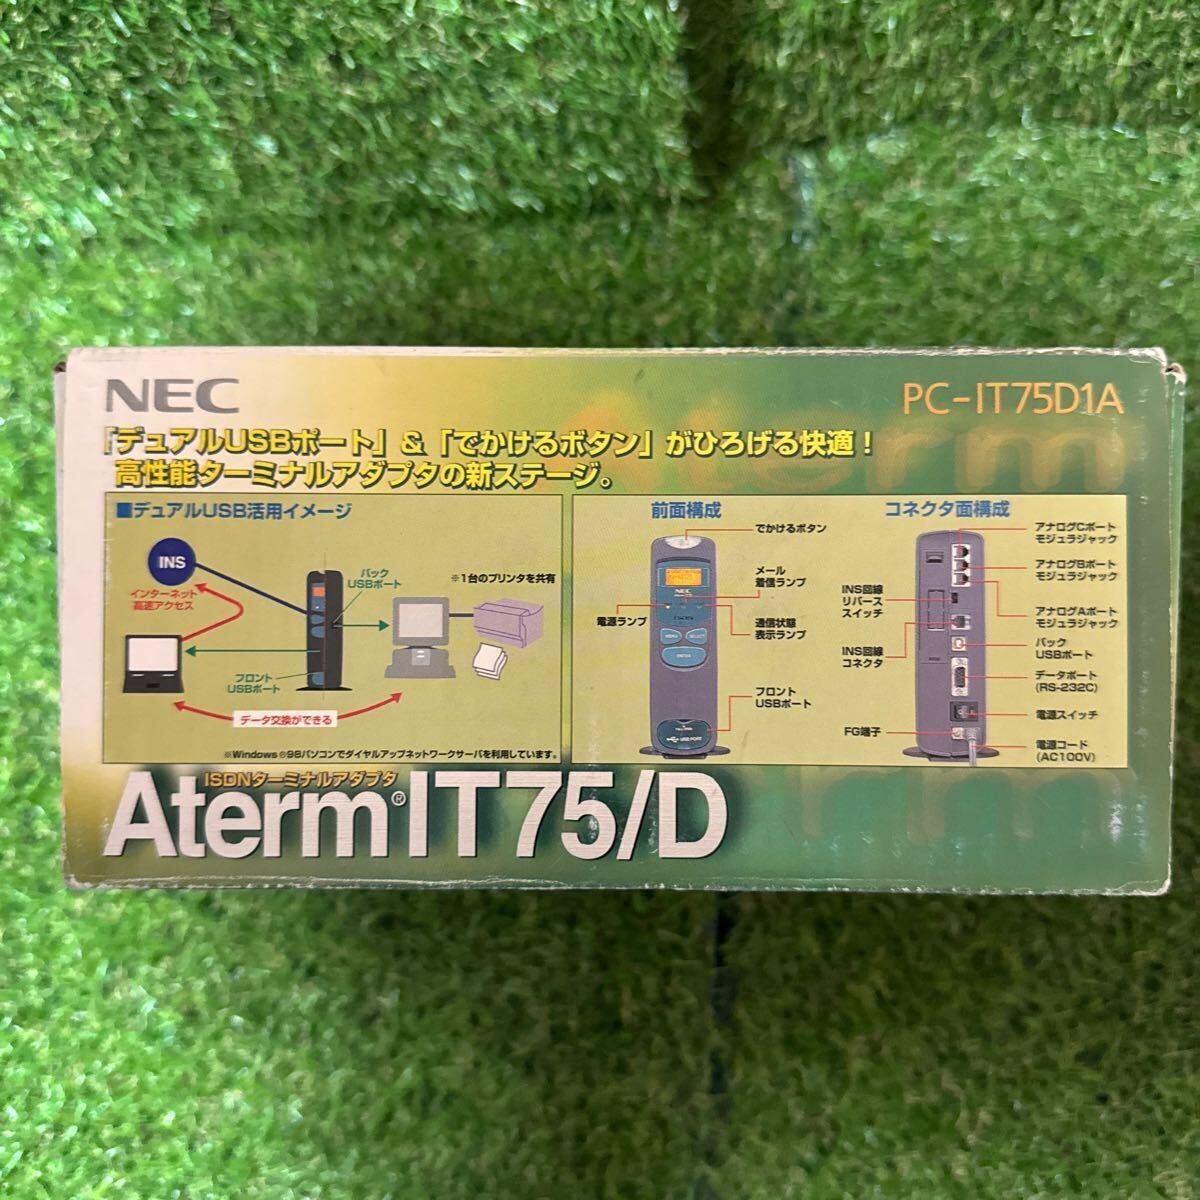 NEC
PC-IT75D1A
「デュアルUSBポート」&「でかけるボタン」がひろげる快適!
高性能ターミナルアダプタの新ステージ。
■デュアルUSB活用イメージ
INS
インターネット
高速アクセス
バック
USBポート
※1台のプリンタを共有
フロント
USBポート
データ交換ができる
※Windows®98パソコンでダイヤルアップネットワークサーバを利用しています。
前面構成
でかけるボタン
メール
着信ランプ
電源ランプ
通信状態
表示ランプ
フロント
USBポート
NEC
MENU
SELECT
ENTER
USB PORT
コネクタ面構成
アナログCポート
モジュラジャック
アナログBポート
モジュラジャック
INS回線
リバース
スイッチ
アナログAポート
モジュラジャック
INS回線
コネクタ
バック
USBポート
データポート
(RS-232C)
電源スイッチ
FG端子
電源コード
(AC100V)
ISDNターミナルアダプタ
Aterm®IT75/D
Aterm